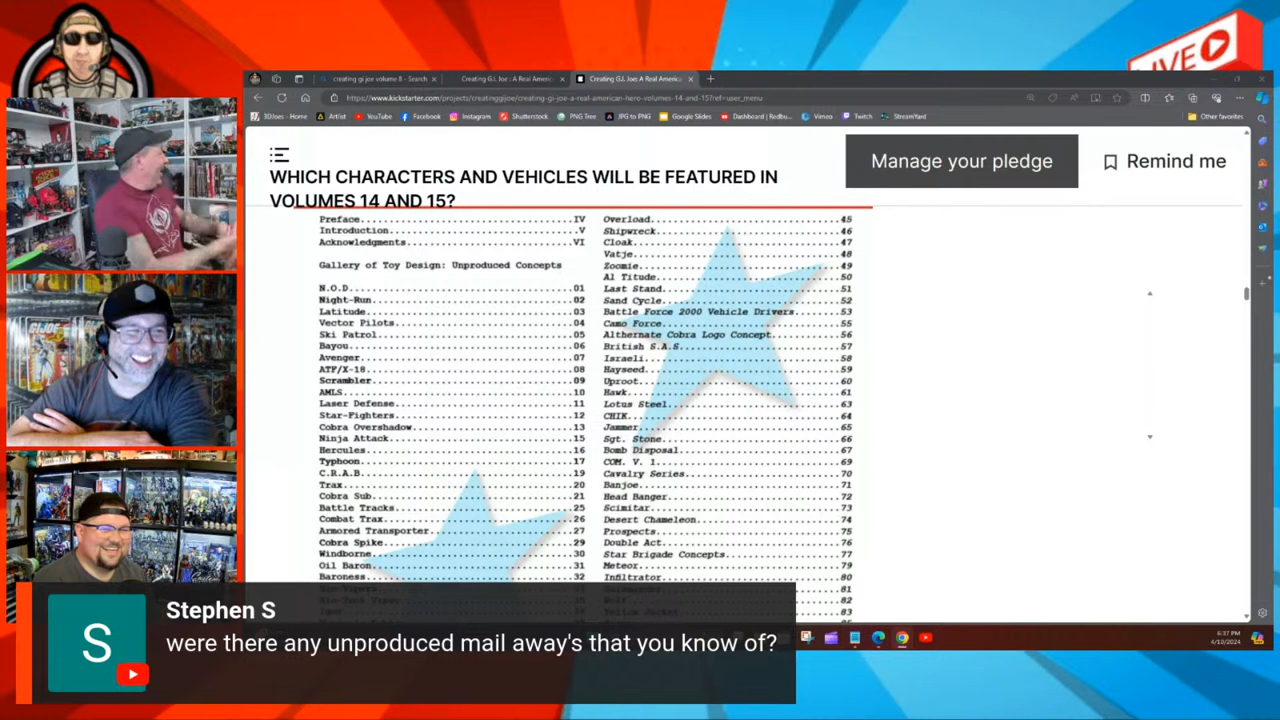 LIVE
creating gi joe volume 8 - Search
Creating G.I. Joe : A Real Americ
Creating G.I. Joe: A Real America
https://www.kickstarter.com/projects/creatinggijoe/creating-gi-joe-a-real-american-hero-volumes-14-and-15?ref=user_menu
3DJoes - Home
Artist
YouTube
Facebook
Instagram
Shutterstock
PNG Tree
JPG to PNG
Google Slides
Dashboard | Redbu...
Vimeo
Twitch
StreamYard
Other favorites
WHICH CHARACTERS AND VEHICLES WILL BE FEATURED IN
VOLUMES 14 AND 15?
Manage your pledge
Remind me
Preface IV
Introduction V
Acknowledgments VI
Gallery of Toy Design: Unproduced Concepts
N.O.D 01
Night-Run 02
Latitude 03
Vector Pilots 04
Ski Patrol 05
Bayou 06
Avenger 07
ATF/X-18 08
Scrambler 09
AMLS 10
Laser Defense 11
Star-Fighters 12
Cobra Overshadow 13
Ninja Attack 15
Hercules 16
Typhoon 17
C.R.A.B 19
Trax 20
Cobra Sub 21
Battle Tracks 25
Combat Trax 26
Armored Transporter 27
Cobra Spike 29
Windborne 30
Oil Baron 31
Baroness 32
Overload 45
Shipwreck 46
Cloak 47
Vatje 48
Zoomie 49
Al Titude 50
Last Stand 51
Sand Cycle 52
Battle Force 2000 Vehicle Drivers 53
Camo Force 55
Althernate Cobra Logo Concept 56
British S.A.S 57
Israeli 58
Hayseed 59
Uproot 60
Hawk 61
Lotus Steel 63
CHIK 64
Jammer 65
Sgt. Stone 66
Bomb Disposal 67
COM. V. 1 69
Cavalry Series 70
Banjoe 71
Head Banger 72
Scimitar 73
Desert Chameleon 74
Prospects 75
Double Act 76
Star Brigade Concepts 77
Meteor 79
Infiltrator 80
81
82
Yellow Jacket 83
S
Stephen S
were there any unproduced mail away's that you know of?
6:37 PM
4/10/2024